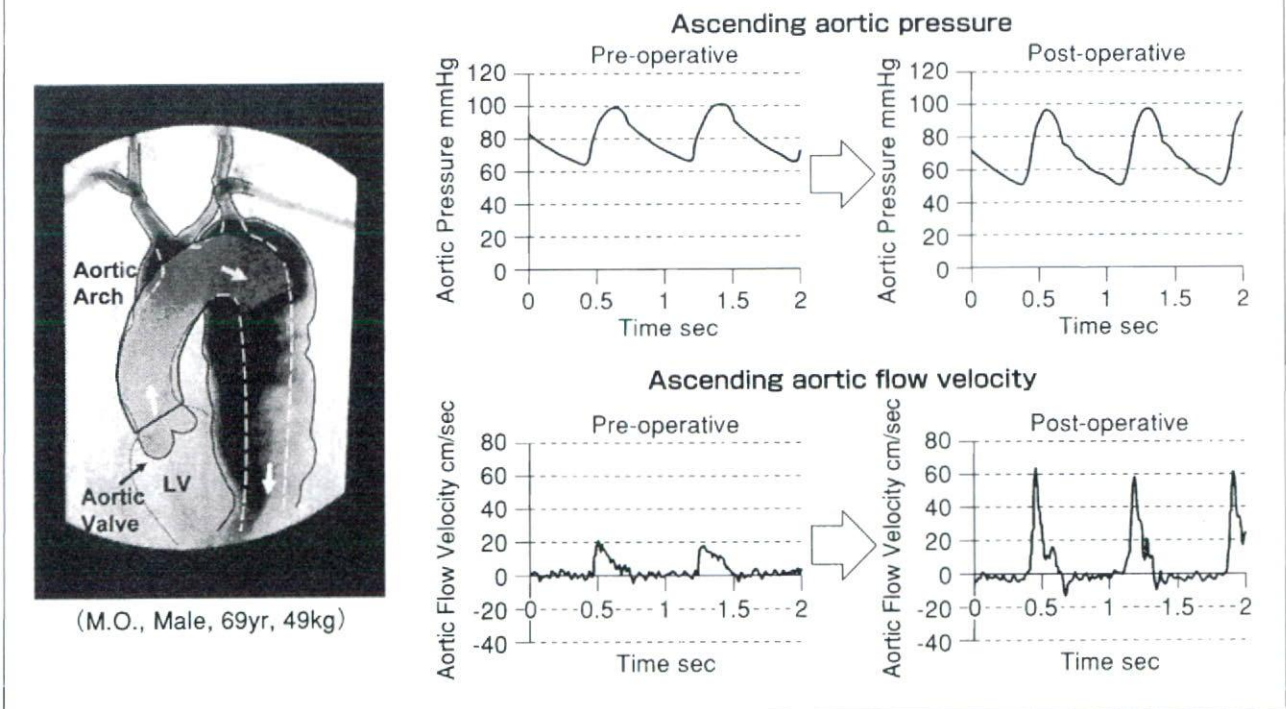 Ascending aortic pressure
Pre-operative
Aortic Pressure mmHg
120
100
80
60
40
20
0
0 0.5 1 1.5 2
Time sec
Post-operative
Aortic Pressure mmHg
120
100
80
60
40
20
0
0 0.5 1 1.5 2
Time sec
Aortic
Arch
LV
Aortic
Valve
(M.O., Male, 69yr, 49kg)
Ascending aortic flow velocity
Pre-operative
Aortic Flow Velocity cm/sec
80
60
40
20
0
-20
-40
0 0.5 1 1.5 2
Time sec
Post-operative
Aortic Flow Velocity cm/sec
80
60
40
20
0
-20
-40
0 0.5 1 1.5 2
Time sec